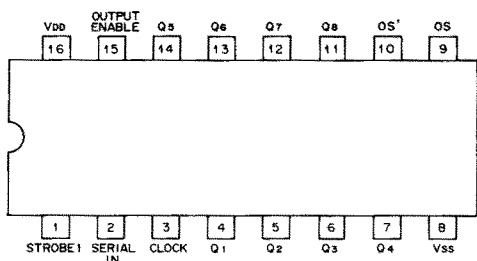 VDD OUTPUT ENABLE Q5 Q6 Q7 Q8 OS' OS
16 15 14 13 12 11 10 9
1 2 3 4 5 6 7 8
STROBE1 SERIAL IN CLOCK Q1 Q2 Q3 Q4 VSS